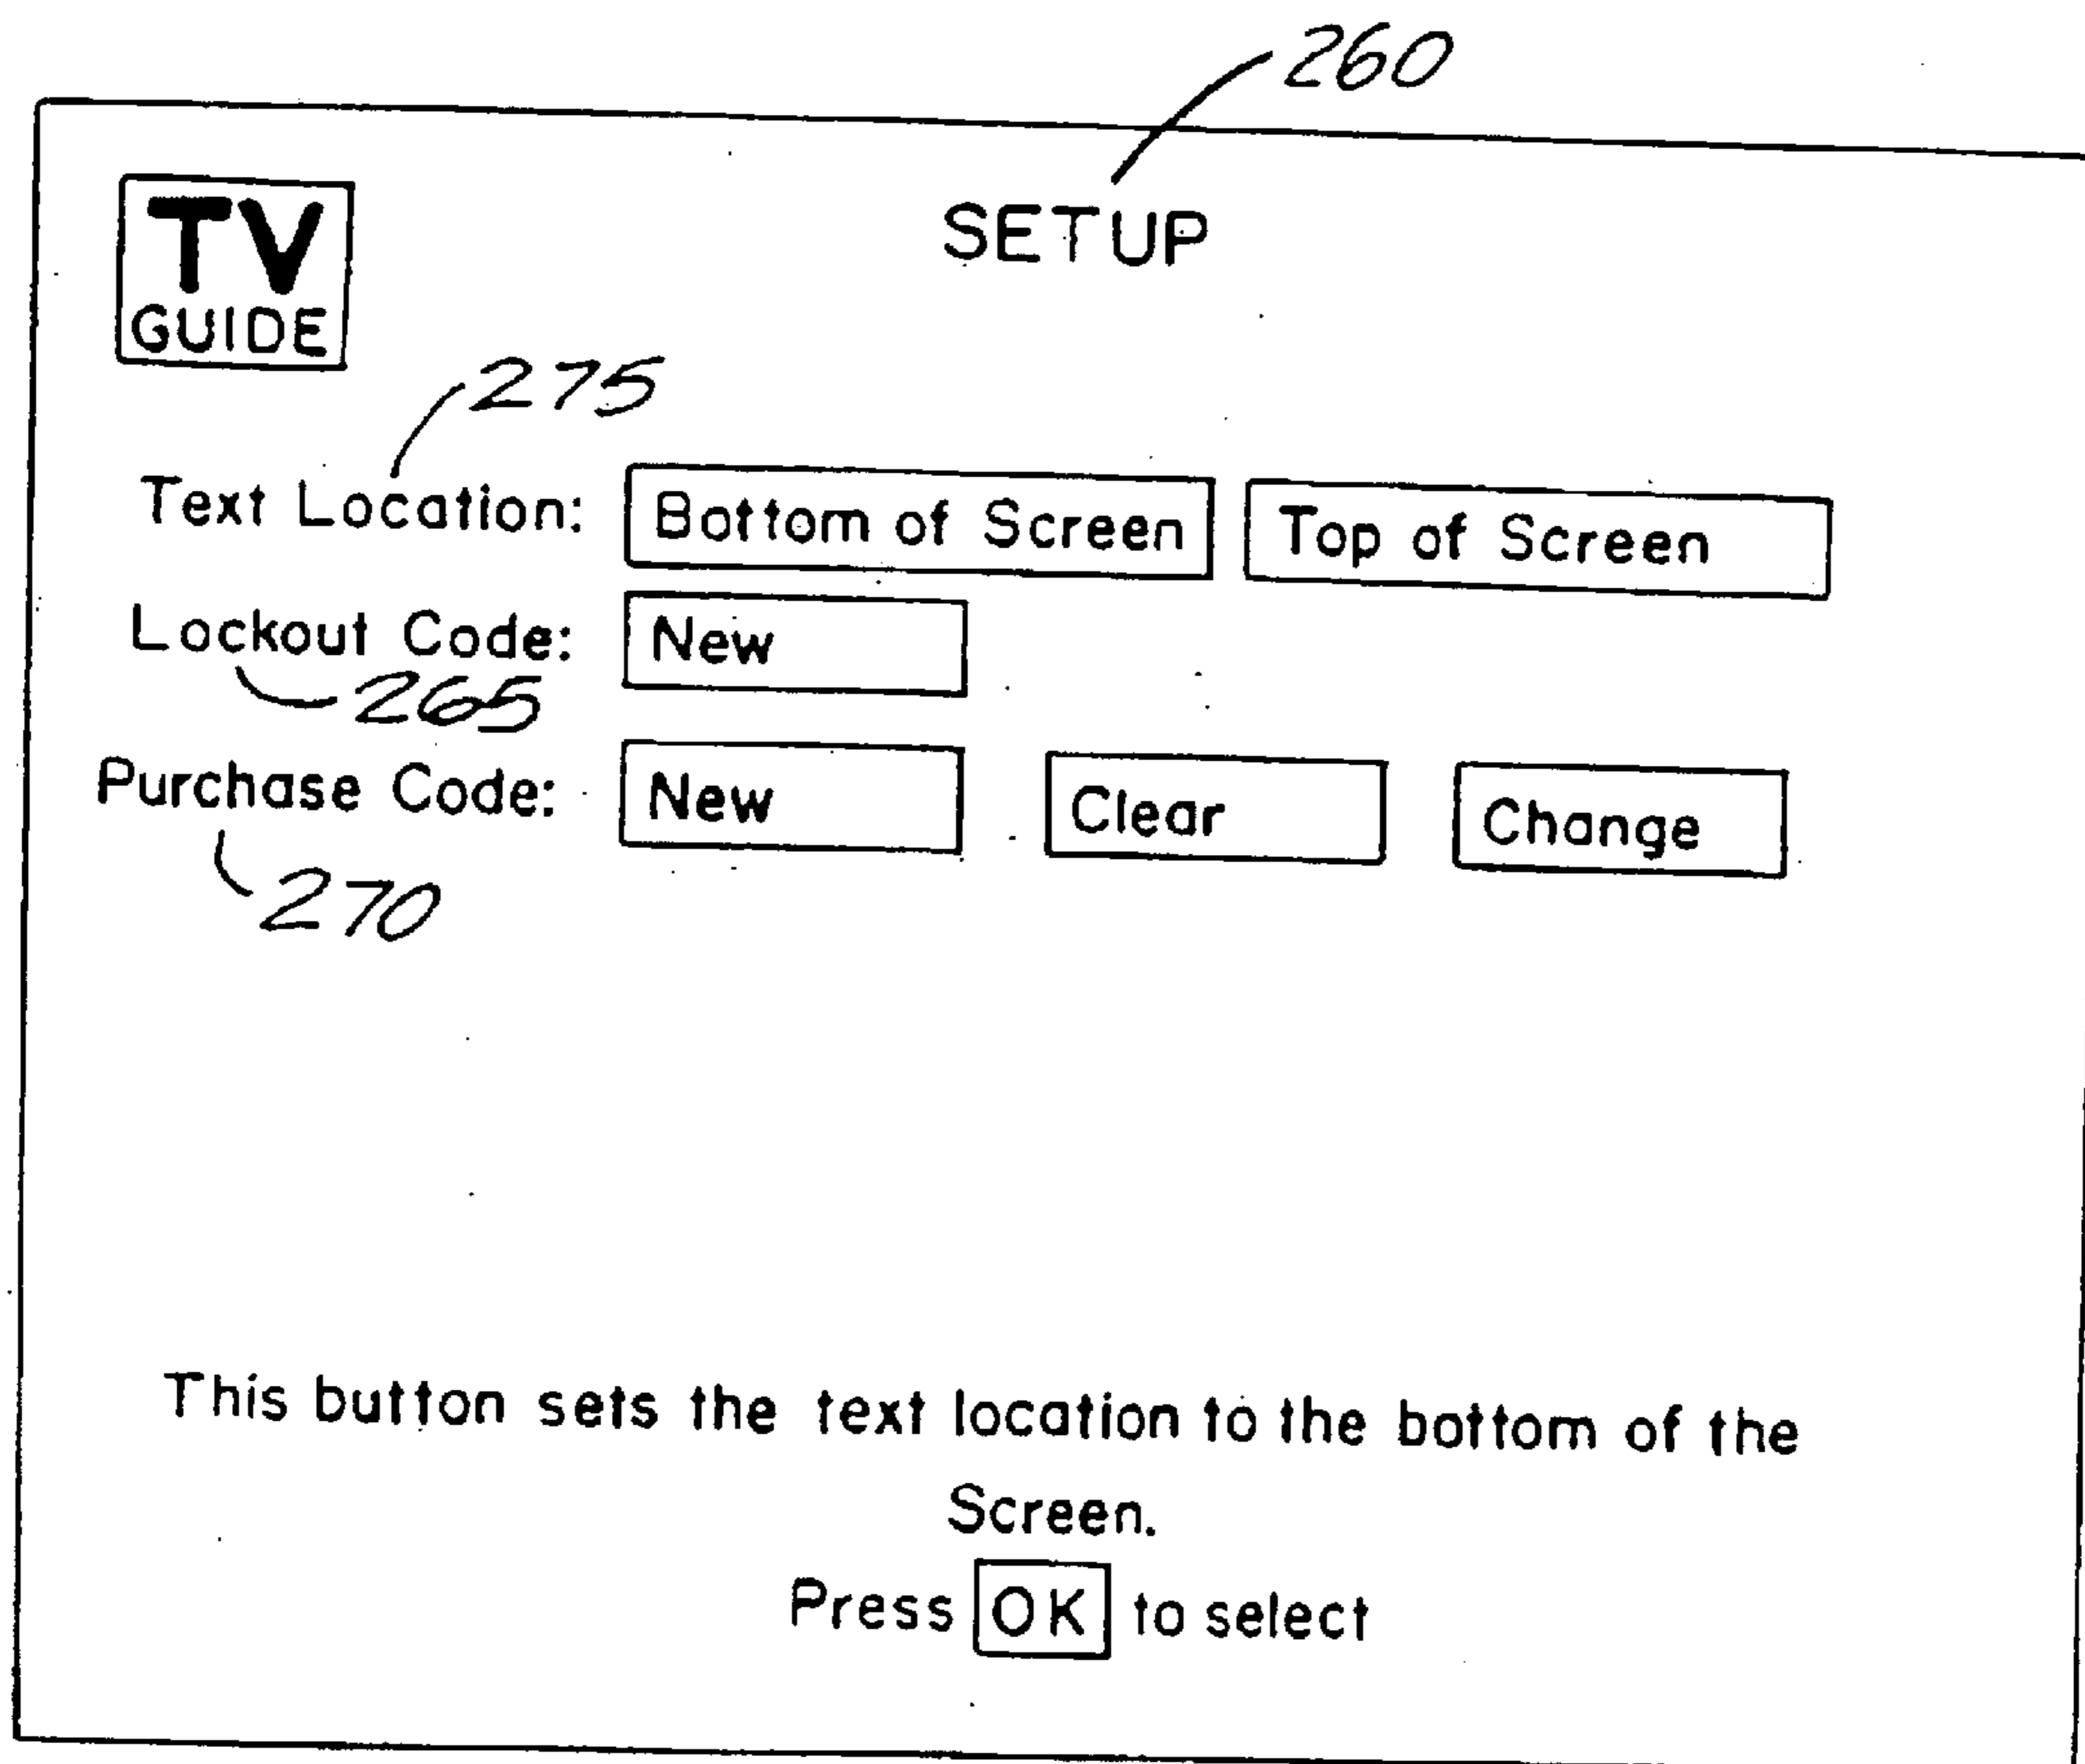 260
SETUP
TV
GUIDE
275
Text Location: Bottom of Screen Top of Screen
Lockout Code: New
265
Purchase Code: New Clear Change
270
This button sets the text location to the bottom of the
Screen.
Press OK to select